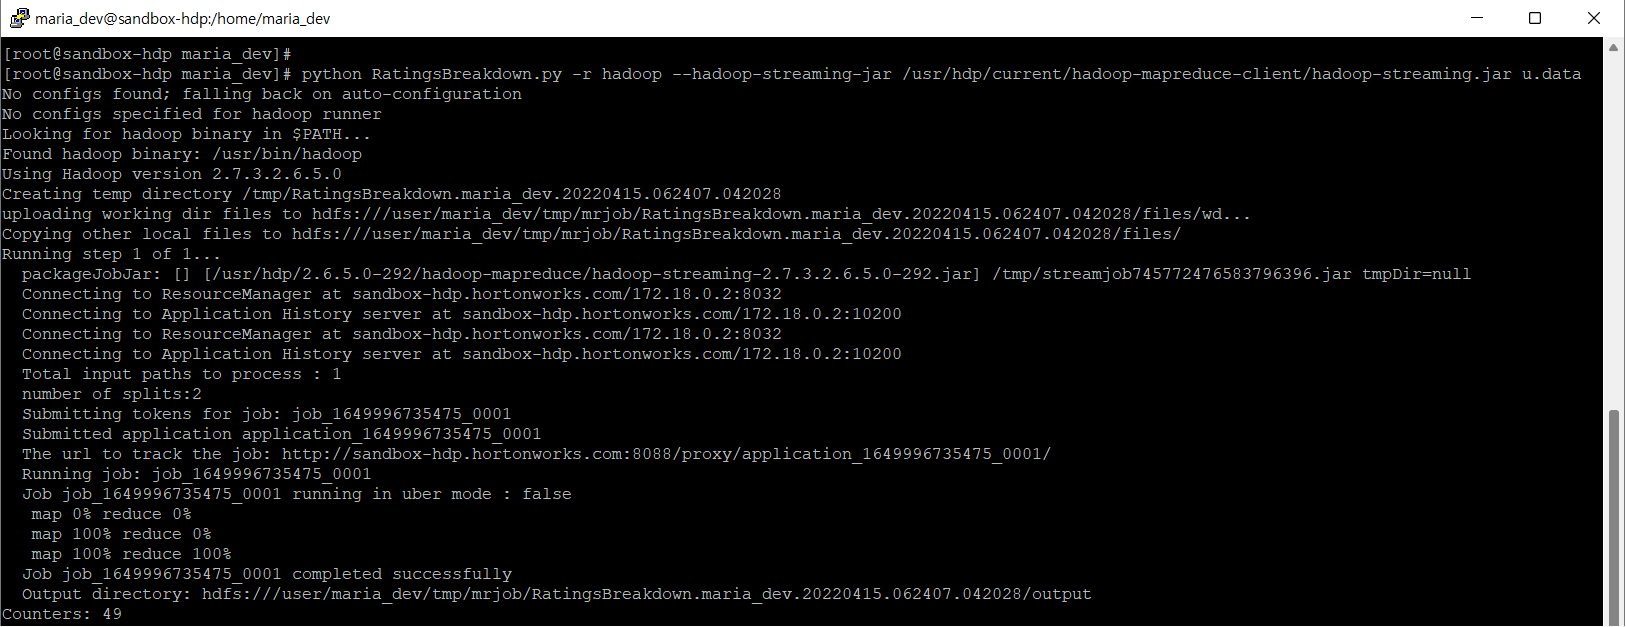 maria_dev@sandbox-hdp:/home/maria_dev
[root@sandbox-hdp maria_dev]#
[root@sandbox-hdp maria_dev]# python RatingsBreakdown.py -r hadoop --hadoop-streaming-jar /usr/hdp/current/hadoop-mapreduce-client/hadoop-streaming.jar u.data
No configs found; falling back on auto-configuration
No configs specified for hadoop runner
Looking for hadoop binary in $PATH...
Found hadoop binary: /usr/bin/hadoop
Using Hadoop version 2.7.3.2.6.5.0
Creating temp directory /tmp/RatingsBreakdown.maria_dev.20220415.062407.042028
uploading working dir files to hdfs:///user/maria_dev/tmp/mrjob/RatingsBreakdown.maria_dev.20220415.062407.042028/files/wd...
Copying other local files to hdfs:///user/maria_dev/tmp/mrjob/RatingsBreakdown.maria_dev.20220415.062407.042028/files/
Running step 1 of 1...
  packageJobJar: [] [/usr/hdp/2.6.5.0-292/hadoop-mapreduce/hadoop-streaming-2.7.3.2.6.5.0-292.jar] /tmp/streamjob745772476583796396.jar tmpDir=null
  Connecting to ResourceManager at sandbox-hdp.hortonworks.com/172.18.0.2:8032
  Connecting to Application History server at sandbox-hdp.hortonworks.com/172.18.0.2:10200
  Connecting to ResourceManager at sandbox-hdp.hortonworks.com/172.18.0.2:8032
  Connecting to Application History server at sandbox-hdp.hortonworks.com/172.18.0.2:10200
  Total input paths to process : 1
  number of splits:2
  Submitting tokens for job: job_1649996735475_0001
  Submitted application application_1649996735475_0001
  The url to track the job: http://sandbox-hdp.hortonworks.com:8088/proxy/application_1649996735475_0001/
  Running job: job_1649996735475_0001
  Job job_1649996735475_0001 running in uber mode : false
   map 0% reduce 0%
   map 100% reduce 0%
   map 100% reduce 100%
  Job job_1649996735475_0001 completed successfully
  Output directory: hdfs:///user/maria_dev/tmp/mrjob/RatingsBreakdown.maria_dev.20220415.062407.042028/output
Counters: 49